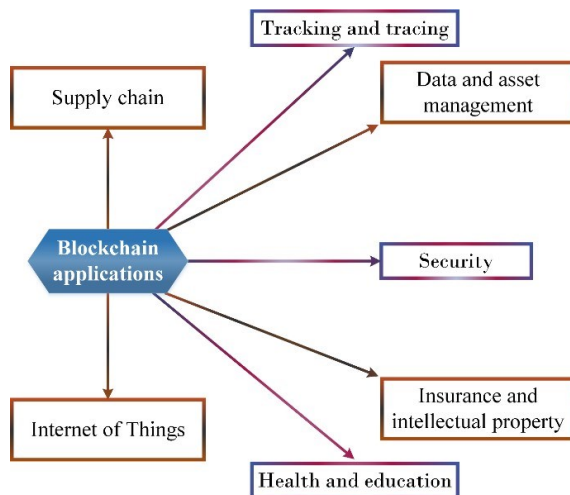 Tracking and tracing
Supply chain
Data and asset
management
Blockchain
applications
Security
Internet of Things
Insurance and
intellectual property
Health and education